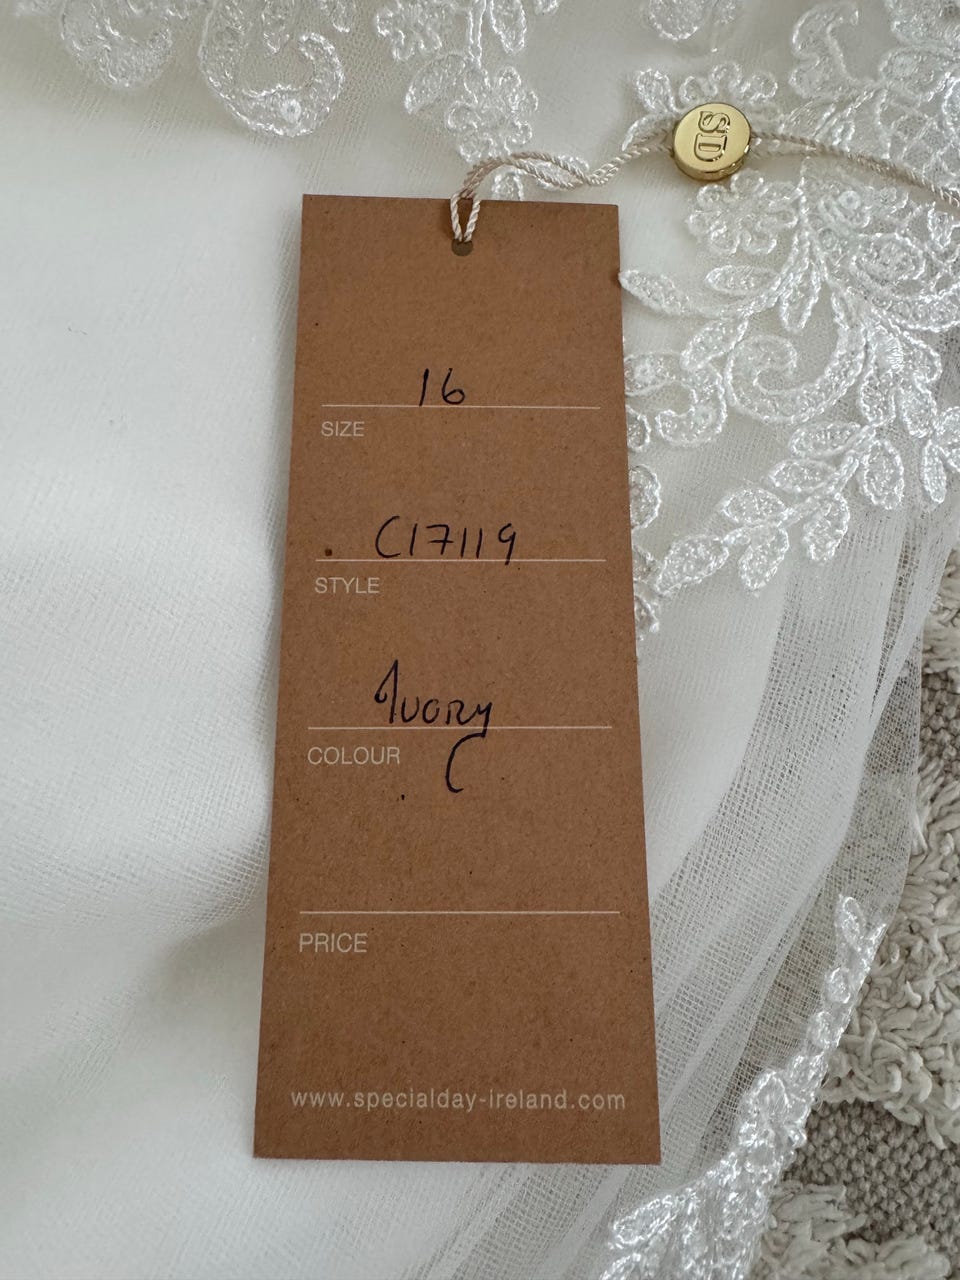 SD
16
SIZE
C17119
STYLE
Ivory
COLOUR
PRICE
www.specialday-ireland.com